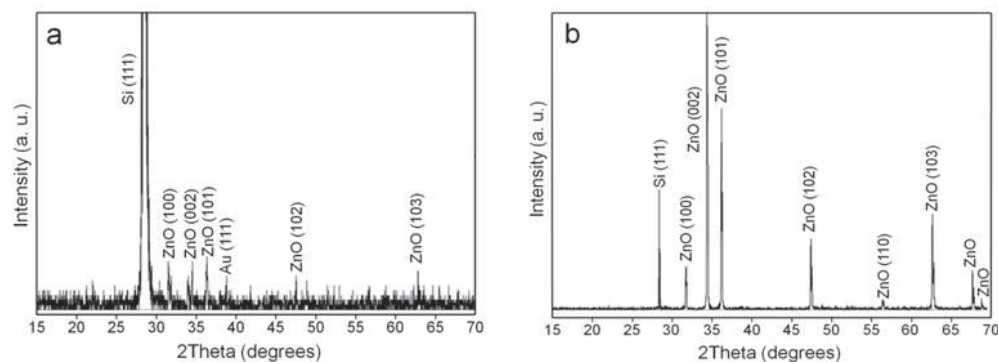 a
Intensity (a. u.)
Si (111)
ZnO (100)
ZnO (002)
ZnO (101)
Au (111)
ZnO (102)
ZnO (103)
15 20 25 30 35 40 45 50 55 60 65 70
2Theta (degrees)
b
Intensity (a. u.)
Si (111)
ZnO (100)
ZnO (002)
ZnO (101)
ZnO (102)
ZnO (110)
ZnO (103)
ZnO
ZnO
15 20 25 30 35 40 45 50 55 60 65 70
2Theta (degrees)